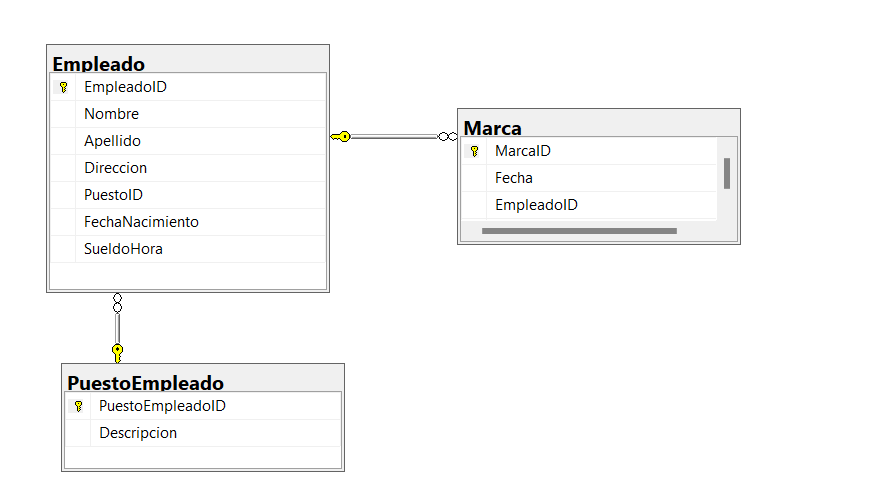 Empleado
EmpleadoID
Nombre
Apellido
Direccion
PuestoID
FechaNacimiento
SueldoHora
Marca
MarcaID
Fecha
EmpleadoID
PuestoEmpleado
PuestoEmpleadoID
Descripcion